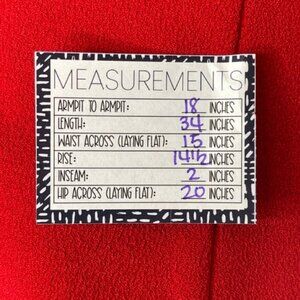 MEASUREMENTS
ARMPIT TO ARMPIT: 18 INCHES
LENGTH: 34 INCHES
WAIST ACROSS (LAYING FLAT): 15 INCHES
RISE: 14 1/2 INCHES
INSEAM: 2 INCHES
HIP ACROSS (LAYING FLAT): 20 INCHES